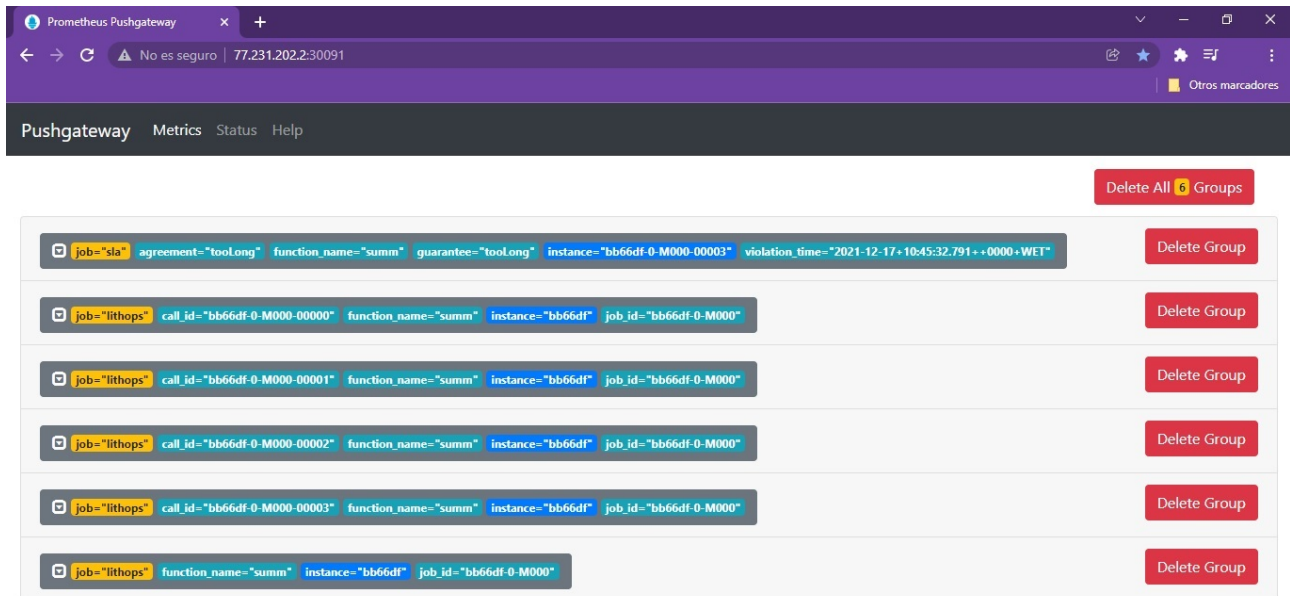 Prometheus Pushgateway
No es seguro | 77.231.202.2:30091
Otros marcadores
Pushgateway Metrics Status Help
Delete All 6 Groups
job="sla" agreement="tooLong" function_name="summ" guarantee="tooLong" instance="bb66df-0-M000-00003" violation_time="2021-12-17+10:45:32.791++0000+WET" Delete Group
job="lithops" call_id="bb66df-0-M000-00000" function_name="summ" instance="bb66df" job_id="bb66df-0-M000" Delete Group
job="lithops" call_id="bb66df-0-M000-00001" function_name="summ" instance="bb66df" job_id="bb66df-0-M000" Delete Group
job="lithops" call_id="bb66df-0-M000-00002" function_name="summ" instance="bb66df" job_id="bb66df-0-M000" Delete Group
job="lithops" call_id="bb66df-0-M000-00003" function_name="summ" instance="bb66df" job_id="bb66df-0-M000" Delete Group
job="lithops" function_name="summ" instance="bb66df" job_id="bb66df-0-M000" Delete Group